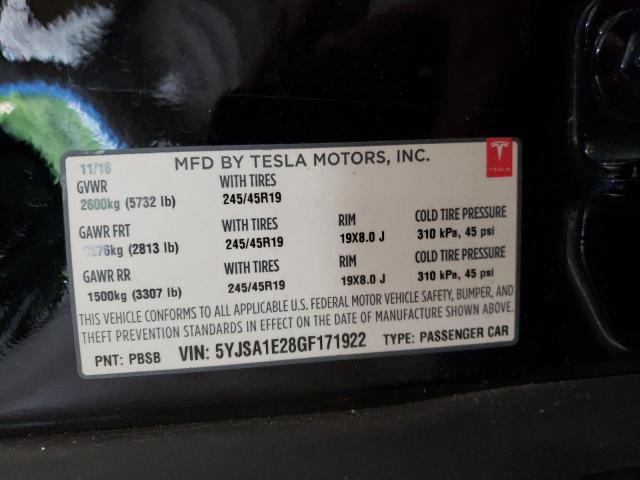 11/16
MFD BY TESLA MOTORS, INC.
TESLA
GVWR WITH TIRES
2600kg (5732 lb) 245/45R19
GAWR FRT WITH TIRES RIM COLD TIRE PRESSURE
1276kg (2813 lb) 245/45R19 19X8.0 J 310 kPa, 45 psi
GAWR RR WITH TIRES RIM COLD TIRE PRESSURE
1500kg (3307 lb) 245/45R19 19X8.0 J 310 kPa, 45 psi
THIS VEHICLE CONFORMS TO ALL APPLICABLE U.S. FEDERAL MOTOR VEHICLE SAFETY, BUMPER, AND
THEFT PREVENTION STANDARDS IN EFFECT ON THE DATE OF MANUFACTURE SHOWN ABOVE.
PNT: PBSB VIN: 5YJSA1E28GF171922 TYPE: PASSENGER CAR